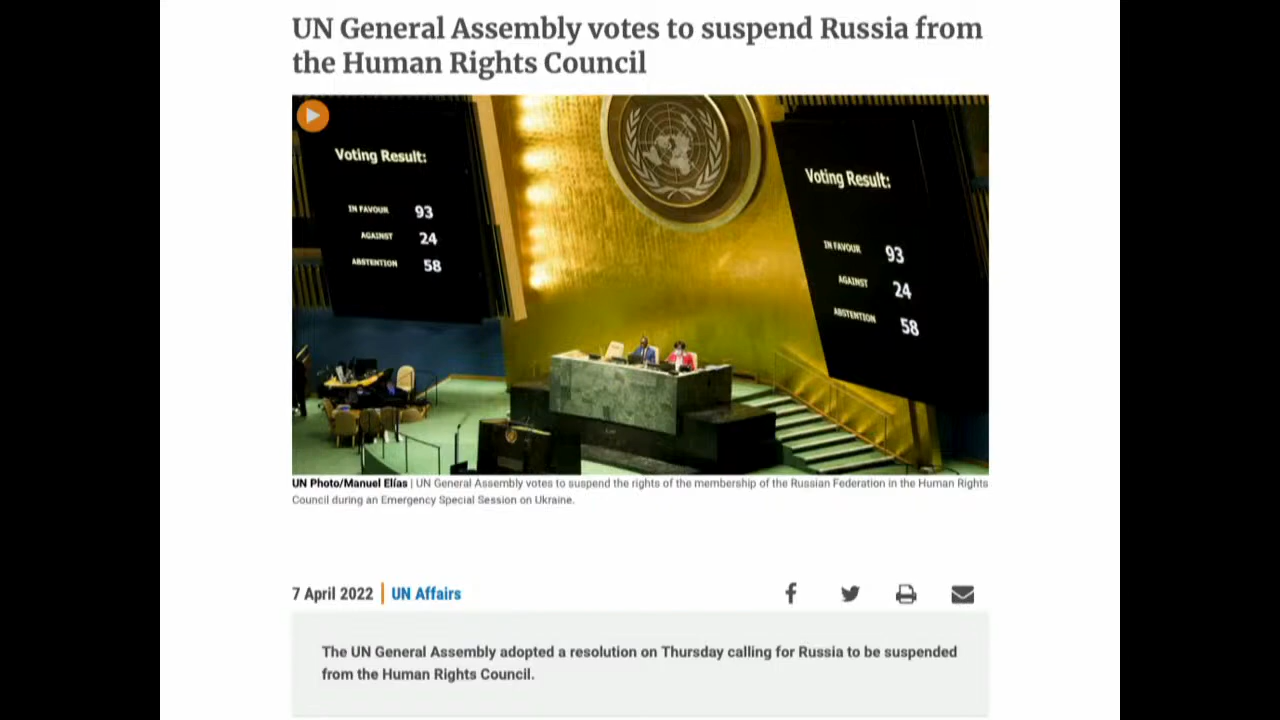 UN General Assembly votes to suspend Russia from
the Human Rights Council
Voting Result:
IN FAVOUR 93
AGAINST 24
ABSTENTION 58
Voting Result:
IN FAVOUR 93
AGAINST 24
ABSTENTION 58
UN Photo/Manuel Elías | UN General Assembly votes to suspend the rights of the membership of the Russian Federation in the Human Rights
Council during an Emergency Special Session on Ukraine.
7 April 2022 | UN Affairs
The UN General Assembly adopted a resolution on Thursday calling for Russia to be suspended
from the Human Rights Council.